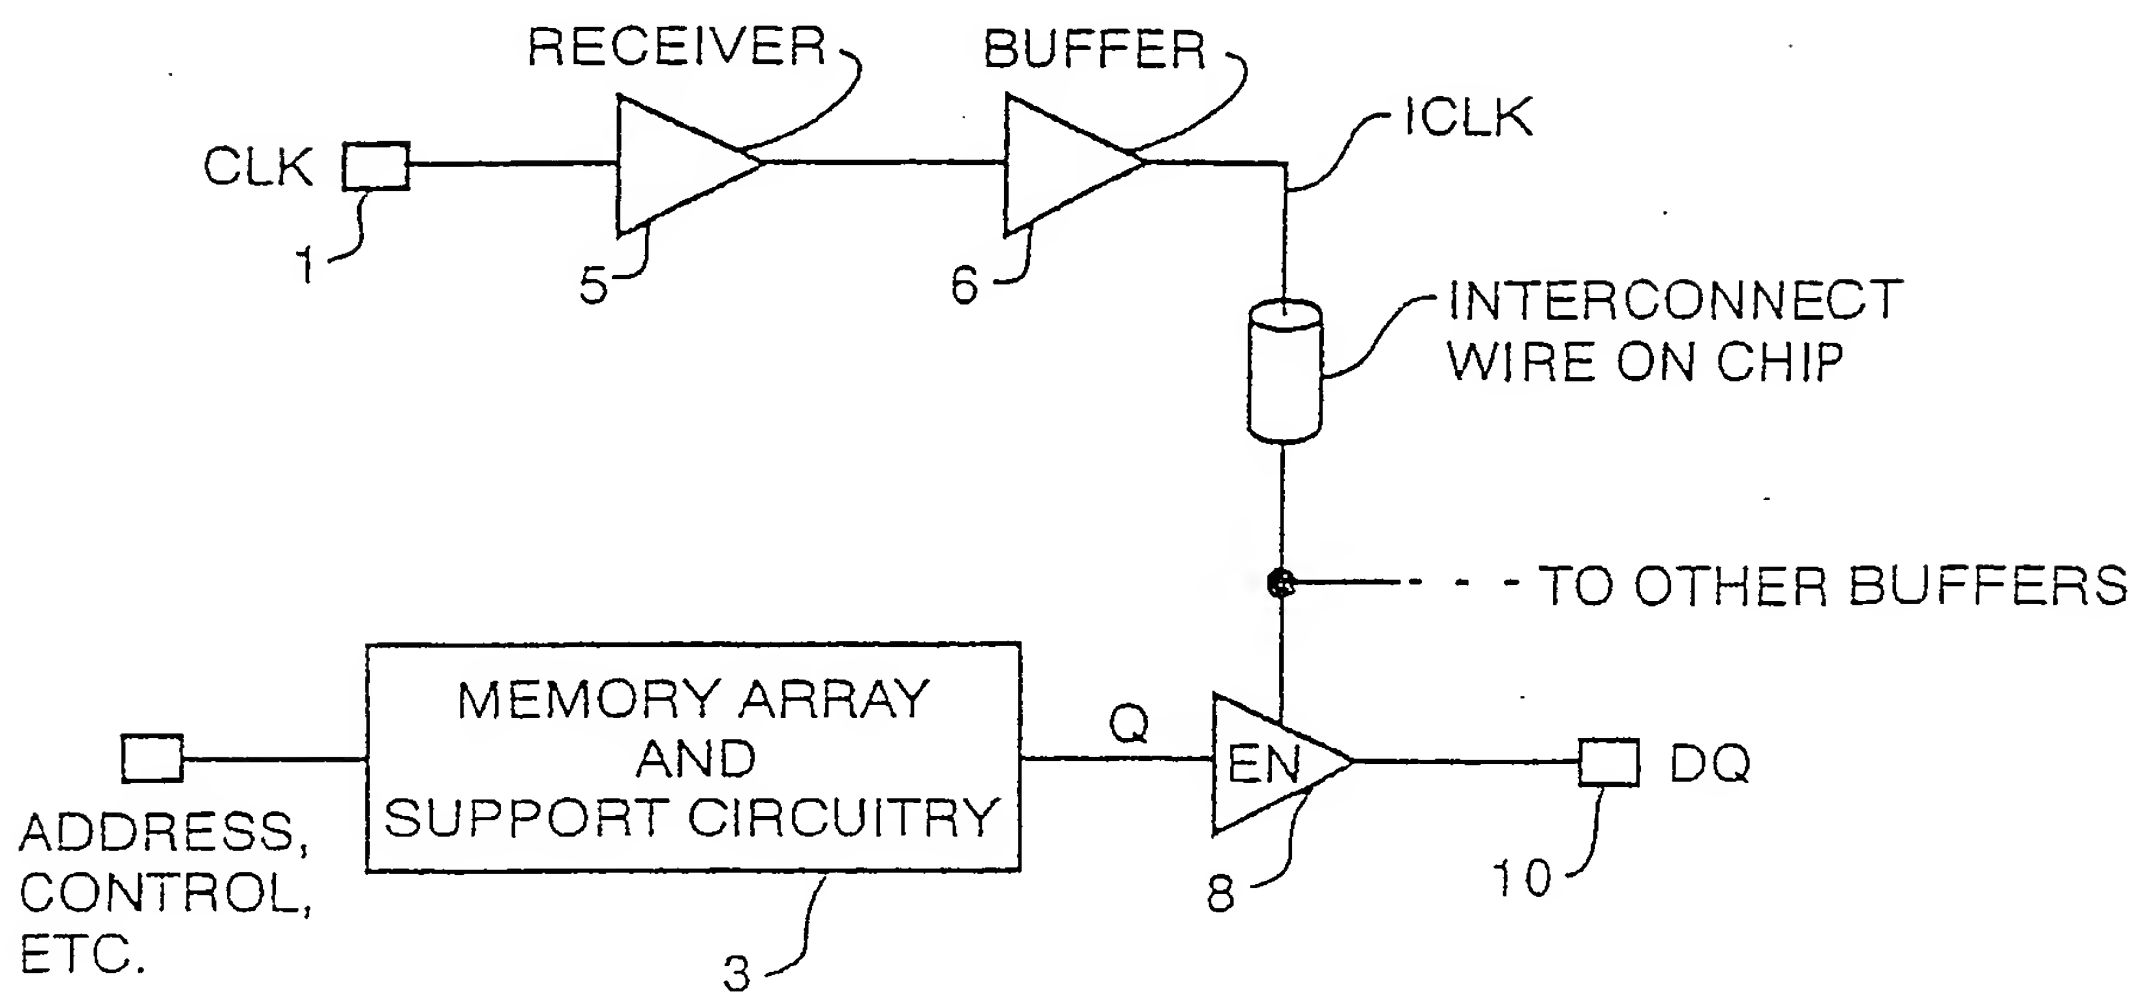 RECEIVER
BUFFER
ICLK
CLK
1
5
6
INTERCONNECT
WIRE ON CHIP
TO OTHER BUFFERS
MEMORY ARRAY
AND
SUPPORT CIRCUITRY
Q
EN
DQ
ADDRESS,
CONTROL,
ETC.
8
10
3